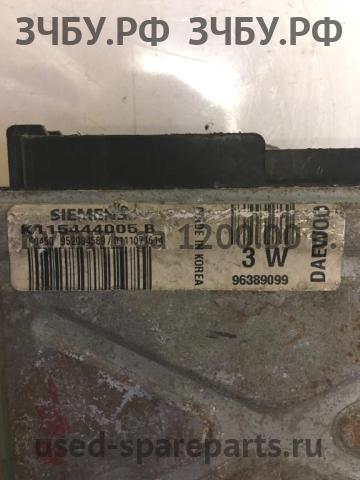 ЗЧБУ.РФ ЗЧБУ.РФ
SIEMENS
K115444005 B
MADE IN KOREA
3 W
96389099
DAEWOO
used-spareparts.ru